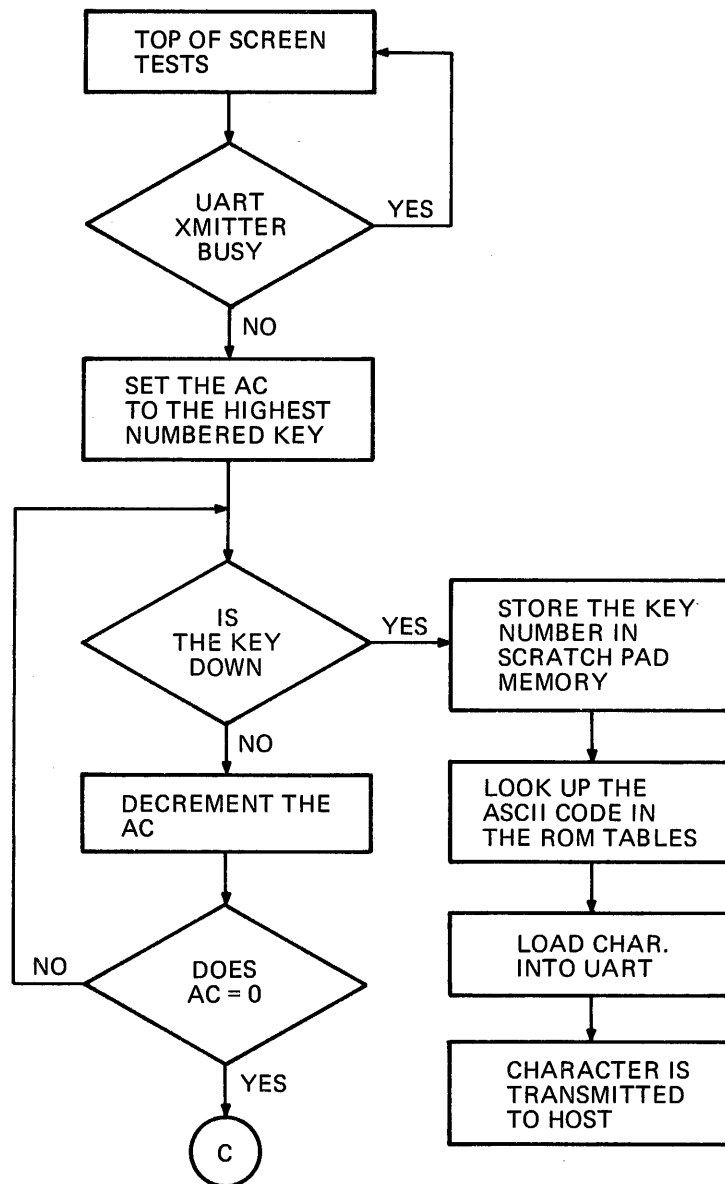 TOP OF SCREEN
TESTS
UART
XMITTER
BUSY
YES
NO
SET THE AC
TO THE HIGHEST
NUMBERED KEY
IS
THE KEY
DOWN
YES
NO
STORE THE KEY
NUMBER IN
SCRATCH PAD
MEMORY
DECREMENT THE
AC
LOOK UP THE
ASCII CODE IN
THE ROM TABLES
DOES
AC = 0
NO
YES
LOAD CHAR.
INTO UART
CHARACTER IS
TRANSMITTED
TO HOST
C